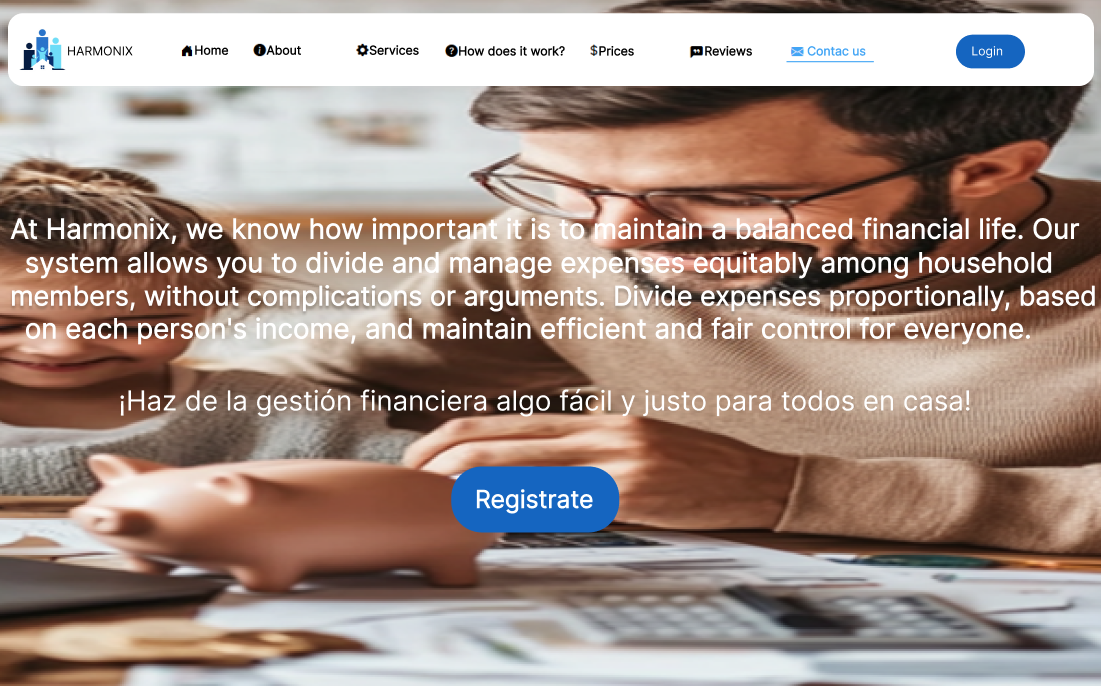 HARMONIX
Home
About
Services
How does it work?
$Prices
Reviews
Contac us
Login
At Harmonix, we know how important it is to maintain a balanced financial life. Our
system allows you to divide and manage expenses equitably among household
members, without complications or arguments. Divide expenses proportionally, based
on each person's income, and maintain efficient and fair control for everyone.
¡Haz de la gestión financiera algo fácil y justo para todos en casa!
Registrate